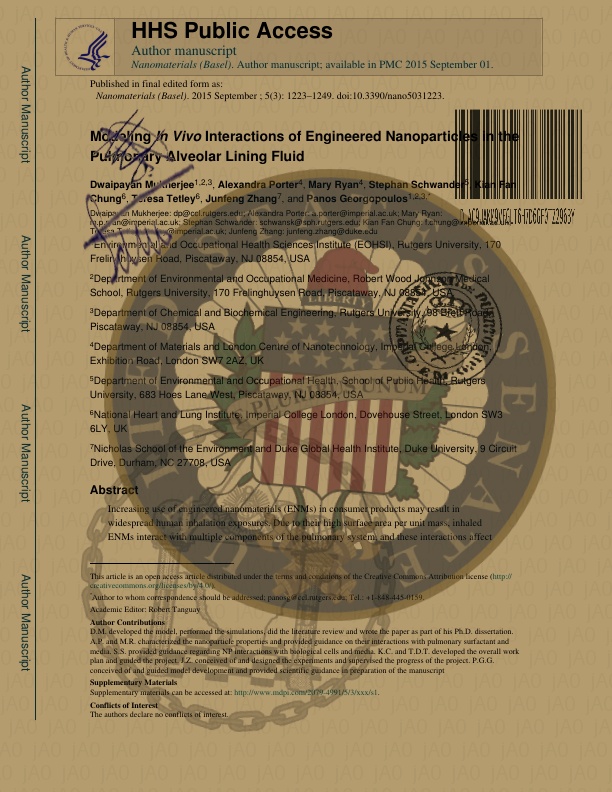 HHS Public Access
Author manuscript
Nanomaterials (Basel). Author manuscript; available in PMC 2015 September 01.
Published in final edited form as:
Nanomaterials (Basel). 2015 September ; 5(3): 1223–1249. doi:10.3390/nano5031223.
Modeling In Vivo Interactions of Engineered Nanoparticles in the
Pulmonary Alveolar Lining Fluid
Dwaipayan Mukherjee1,2,3, Alexandra Porter4, Mary Ryan4, Stephan Schwander5, Kian Fan
Chung6, Teresa Tetley6, Junfeng Zhang7, and Panos Georgopoulos1,2,3,*
Dwaipayan Mukherjee: dp@ccl.rutgers.edu; Alexandra Porter: a.porter@imperial.ac.uk; Mary Ryan:
m.p.ryan@imperial.ac.uk; Stephan Schwander: schwansk@sph.rutgers.edu; Kian Fan Chung: f.chung@imperial.ac.uk;
Teresa Tetley: @imperial.ac.uk; Junfeng Zhang: junfeng.zhang@duke.edu
1Environmental and Occupational Health Sciences Institute (EOHSI), Rutgers University, 170
Frelinghuysen Road, Piscataway, NJ 08854, USA
2Department of Environmental and Occupational Medicine, Robert Wood Johnson Medical
School, Rutgers University, 170 Frelinghuysen Road, Piscataway, NJ 08854, USA
3Department of Chemical and Biochemical Engineering, Rutgers University, 98 Brett Road,
Piscataway, NJ 08854, USA
4Department of Materials and London Centre of Nanotechnology, Imperial College London,
Exhibition Road, London SW7 2AZ, UK
5Department of Environmental and Occupational Health, School of Public Health, Rutgers
University, 683 Hoes Lane West, Piscataway, NJ 08854, USA
6National Heart and Lung Institute, Imperial College London, Dovehouse Street, London SW3
6LY, UK
7Nicholas School of the Environment and Duke Global Health Institute, Duke University, 9 Circuit
Drive, Durham, NC 27708, USA
Abstract
Increasing use of engineered nanomaterials (ENMs) in consumer products may result in
widespread human inhalation exposures. Due to their high surface area per unit mass, inhaled
ENMs interact with multiple components of the pulmonary system, and these interactions affect
This article is an open access article distributed under the terms and conditions of the Creative Commons Attribution license (http://
creativecommons.org/licenses/by/4.0/).
*Author to whom correspondence should be addressed; panosg@ccl.rutgers.edu, Tel.: +1-848-445-0159.
Academic Editor: Robert Tanguay
Author Contributions
D.M. developed the model, performed the simulations, did the literature review and wrote the paper as part of his Ph.D. dissertation.
A.P. and M.R. characterized the nanoparticle properties and provided guidance on their interactions with pulmonary surfactant and
media. S.S. provided guidance regarding NP interactions with biological cells and media. K.C. and T.D.T. developed the overall work
plan and guided the project. J.Z. conceived of and designed the experiments and supervised the progress of the project. P.G.G.
conceived of and guided model development and provided scientific guidance in preparation of the manuscript
Supplementary Materials
Supplementary materials can be accessed at: http://www.mdpi.com/2079-4991/5/3/xxx/s1.
Conflicts of Interest
The authors declare no conflicts of interest.
Author Manuscript
Author Manuscript
Author Manuscript
Author Manuscript